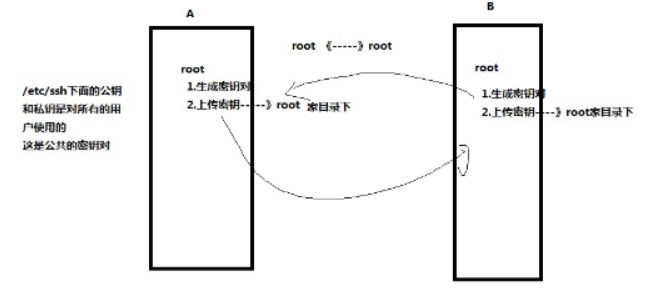 A
B
root 《-----》root
root
1.生成密钥对
2.上传密钥-----》root 家目录下
/etc/ssh下面的公钥
和私钥是对所有的用
户使用的
这是公共的密钥对
root
1.生成密钥对
2.上传密钥-----》root家目录下